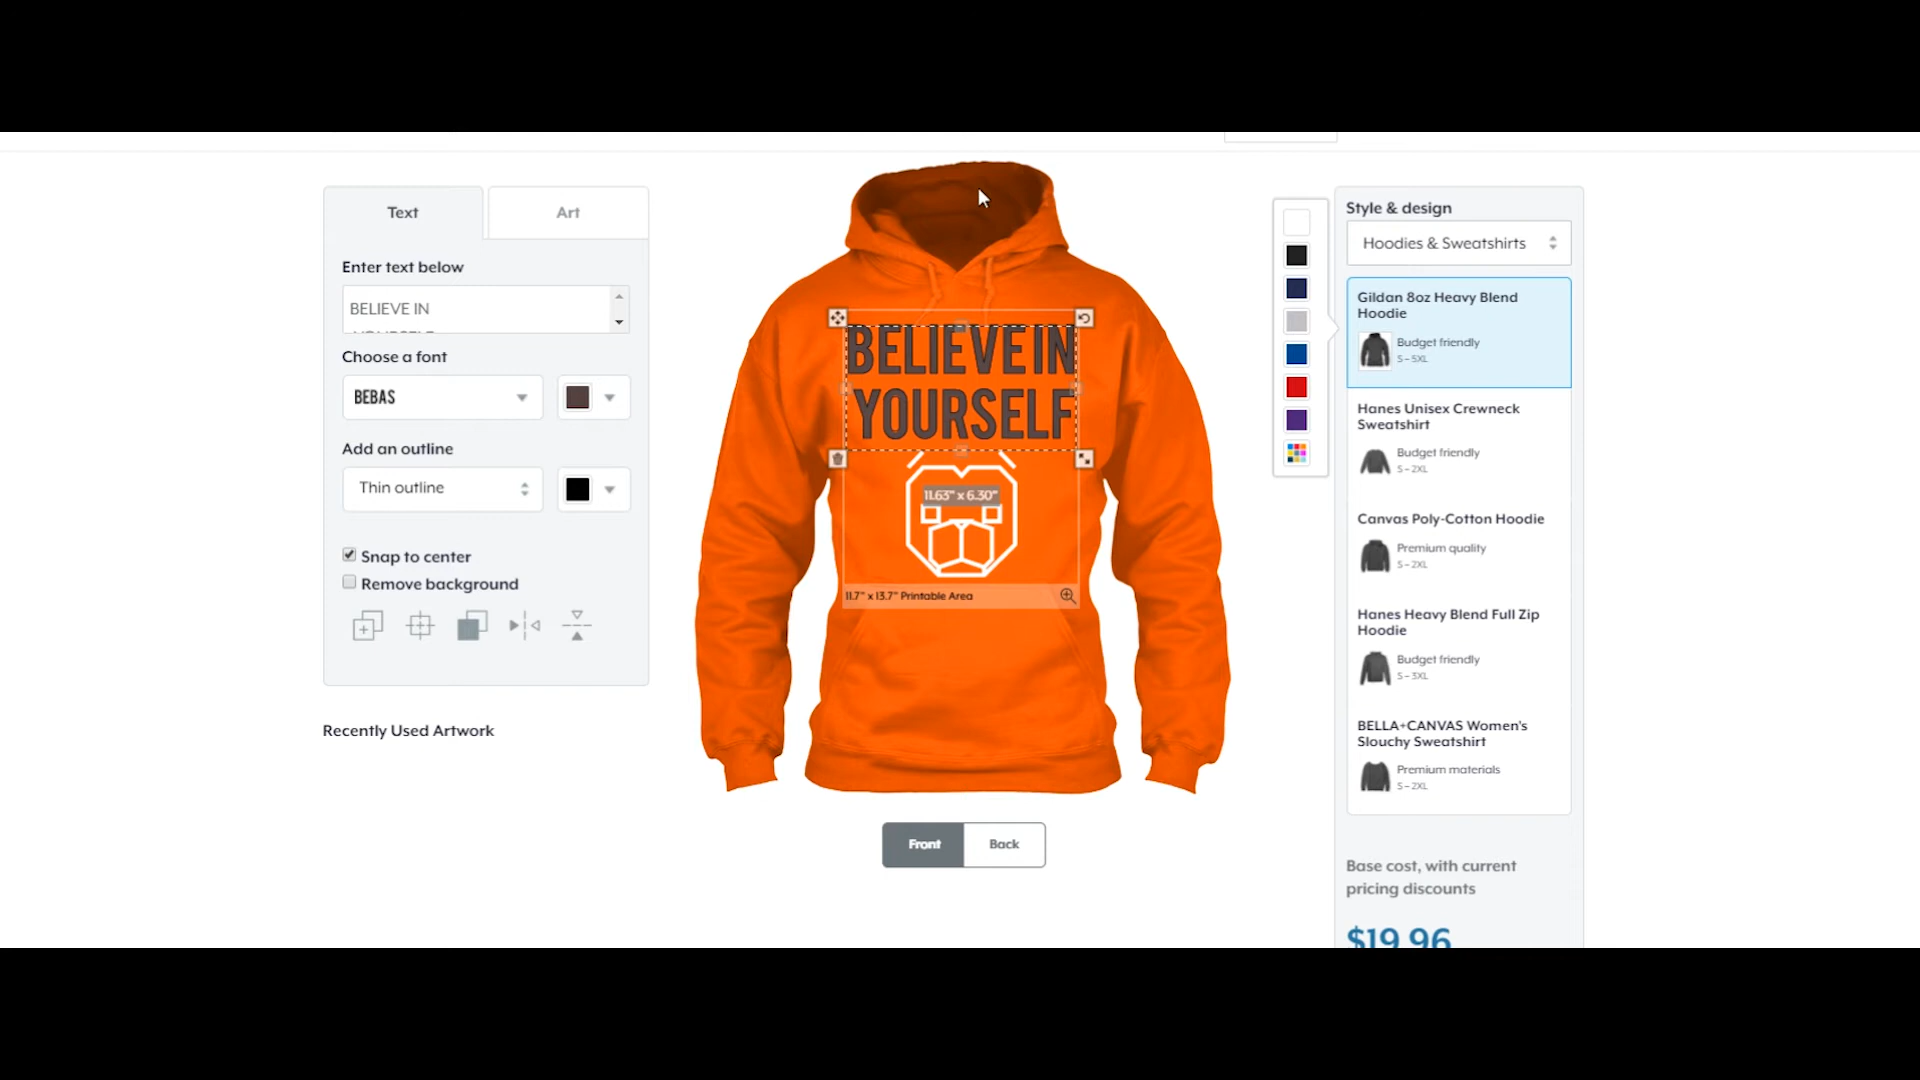 Text
Art
Enter text below
BELIEVE IN
Choose a font
BEBAS
Add an outline
Thin outline
Snap to center
Remove background
Recently Used Artwork
BELIEVE IN
YOURSELF
11.63" x 6.30"
11.7" x 13.7" Printable Area
Front
Back
Style & design
Hoodies & Sweatshirts
Gildan 8oz Heavy Blend
Hoodie
Budget friendly
S – 5XL
Hanes Unisex Crewneck
Sweatshirt
Budget friendly
S – 2XL
Canvas Poly-Cotton Hoodie
Premium quality
S – 2XL
Hanes Heavy Blend Full Zip
Hoodie
Budget friendly
S – 3XL
BELLA+CANVAS Women's
Slouchy Sweatshirt
Premium materials
S – 2XL
Base cost, with current
pricing discounts
$19.96